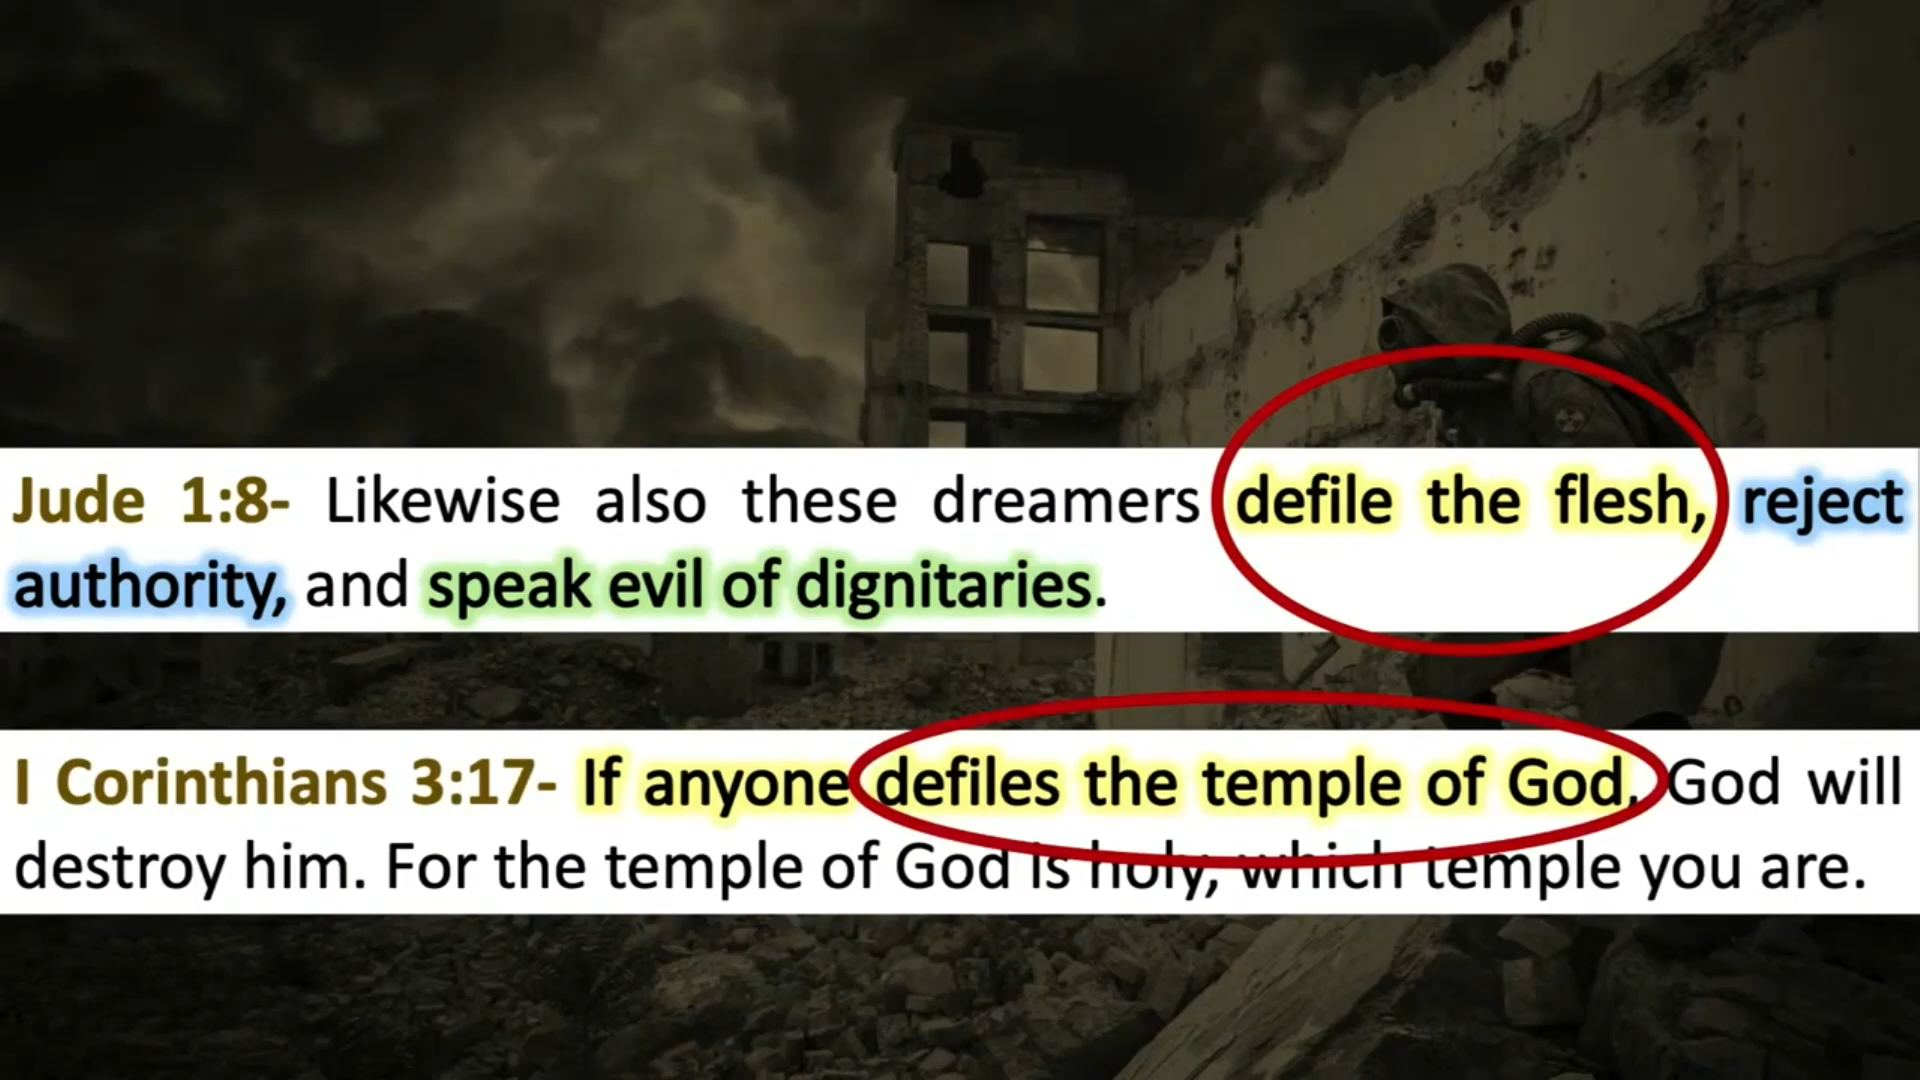 Jude 1:8- Likewise also these dreamers defile the flesh, reject
authority, and speak evil of dignitaries.
I Corinthians 3:17- If anyone defiles the temple of God, God will
destroy him. For the temple of God is holy, which temple you are.